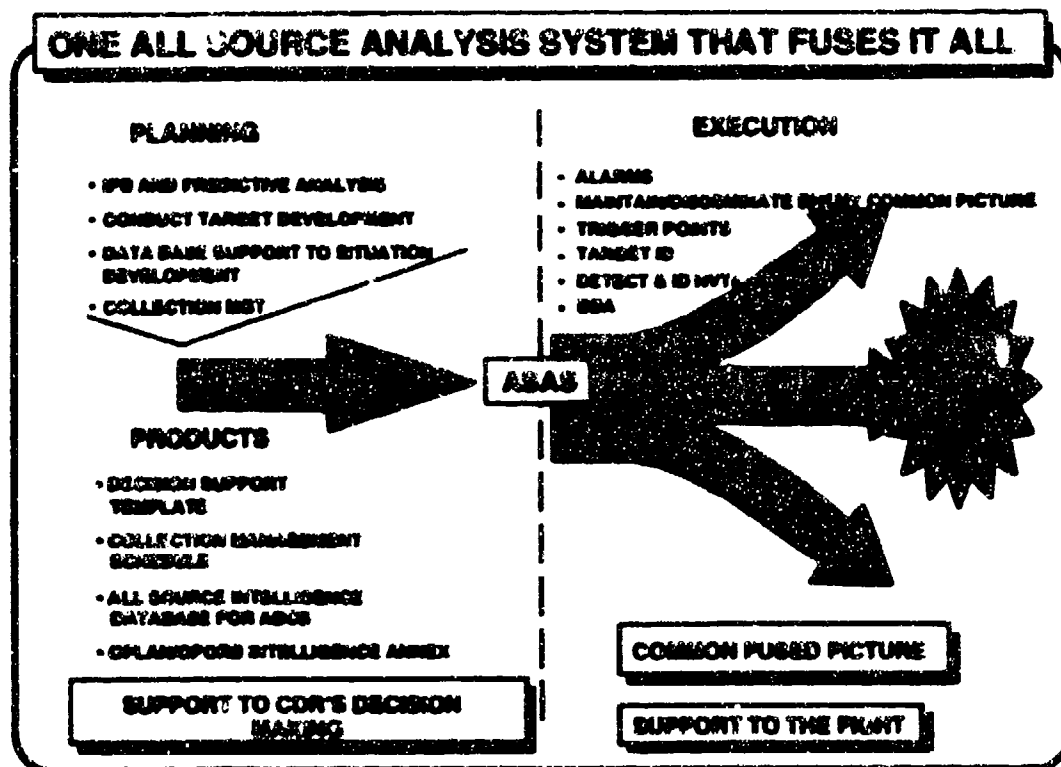 ONE ALL SOURCE ANALYSIS SYSTEM THAT FUSES IT ALL
PLANNING
• IPB AND PREDICTIVE ANALYSIS
• CONDUCT TARGET DEVELOPMENT
• DATA BASE SUPPORT TO SITUATION
DEVELOPMENT
• COLLECTION MGT
PRODUCTS
• DECISION SUPPORT
TEMPLATE
• COLLECTION MANAGEMENT
SCHEDULE
• ALL SOURCE INTELLIGENCE
DATABASE FOR
• OPLAN/OPORD INTELLIGENCE ANNEX
SUPPORT TO CDR'S DECISION
MAKING
ASAS
EXECUTION
• ALARMS
• MAINTAIN/DISSEMINATE ENEMY COMMON PICTURE
• TRIGGER POINTS
• TARGET ID
• DETECT & ID
• BDA
COMMON FUSED PICTURE
SUPPORT TO THE FIGHT